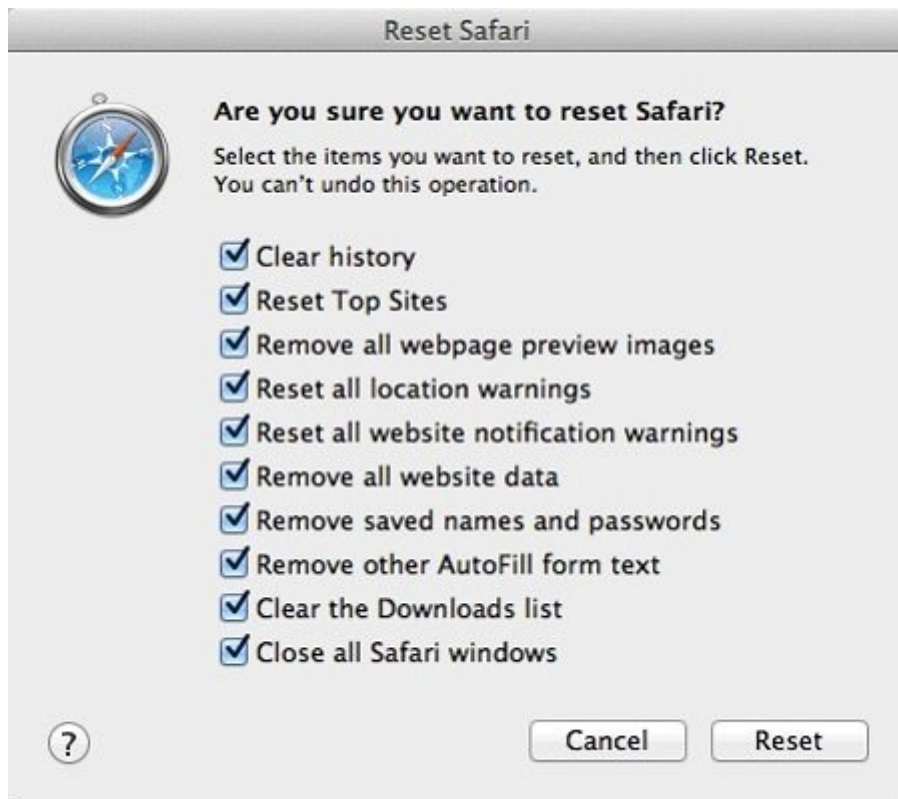 Reset Safari
Are you sure you want to reset Safari?
Select the items you want to reset, and then click Reset.
You can't undo this operation.
Clear history
Reset Top Sites
Remove all webpage preview images
Reset all location warnings
Reset all website notification warnings
Remove all website data
Remove saved names and passwords
Remove other AutoFill form text
Clear the Downloads list
Close all Safari windows
?
Cancel
Reset